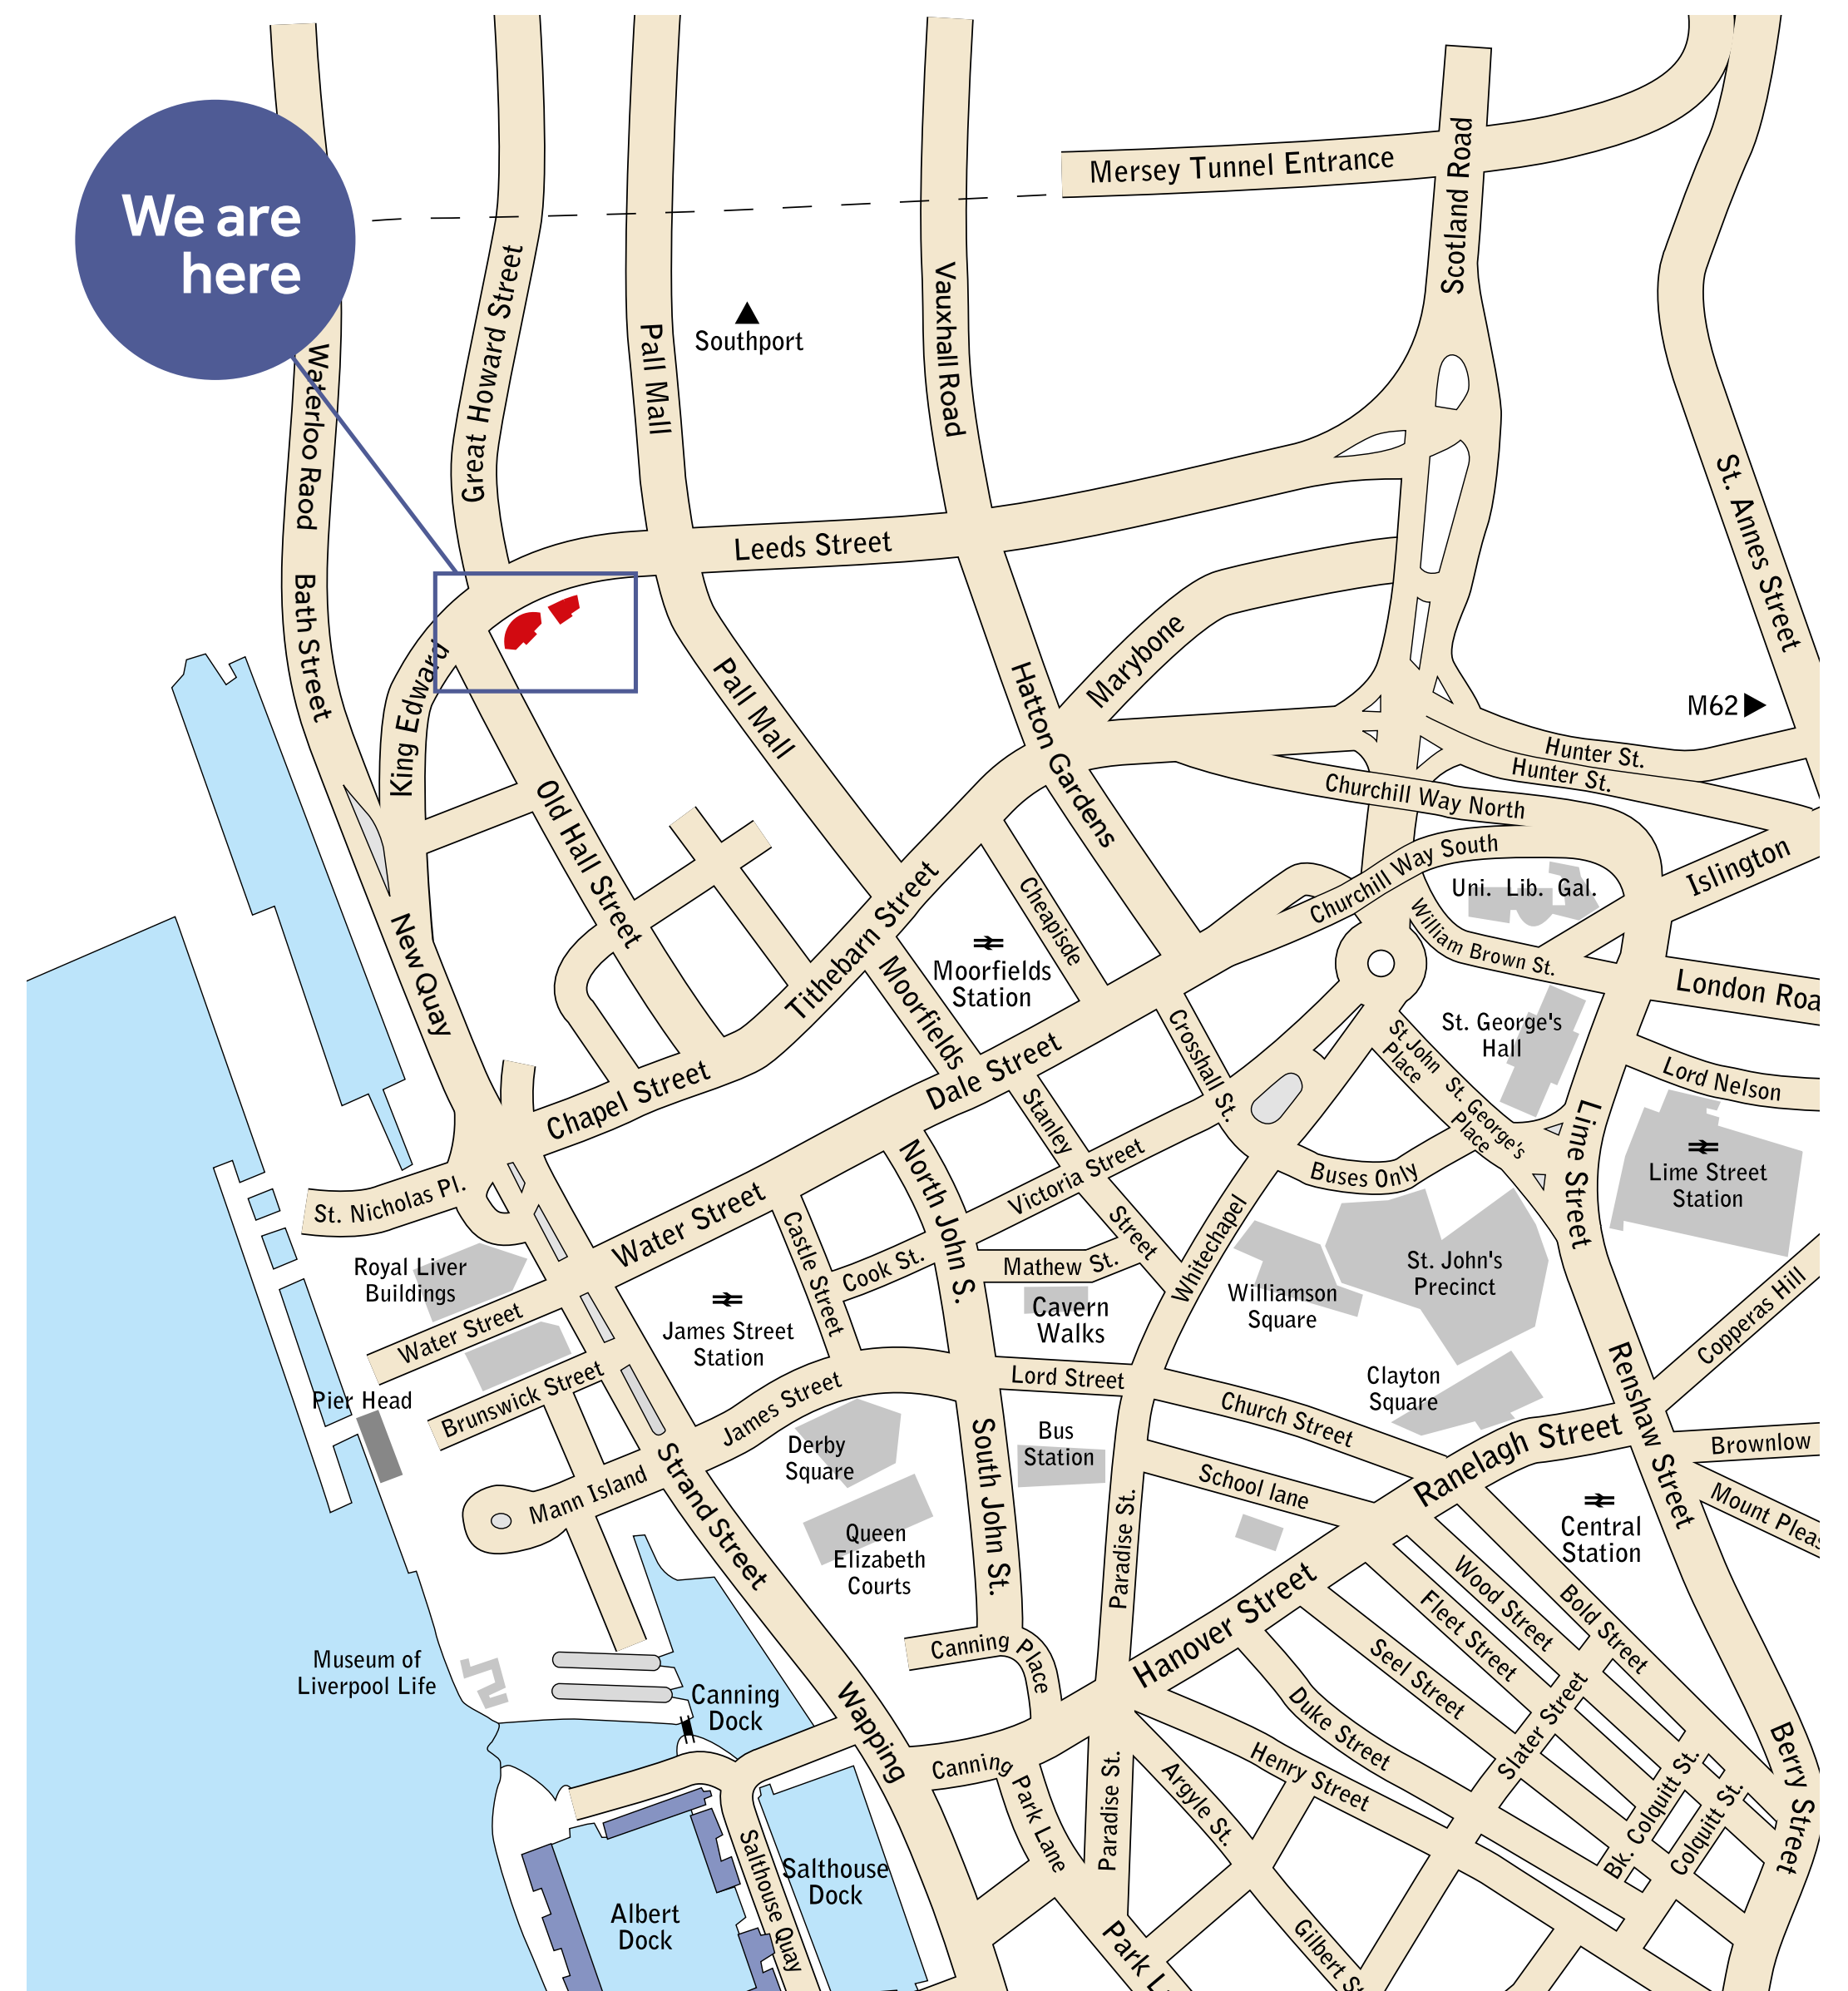 We are
here
Mersey Tunnel Entrance
Scotland Road
Great Howard Street
Waterloo Raod
Pall Mall
Southport
Vauxhall Road
St. Annes Street
Leeds Street
Bath Street
King Edward
Pall Mall
Hatton Gardens
Marybone
M62
Hunter St.
Hunter St.
Churchill Way North
Churchill Way South
Islington
Old Hall Street
New Quay
Tithebarn Street
Cheapisde
Moorfields
Station
Moorfields
Uni. Lib. Gal.
William Brown St.
London Roa
St. George's
Hall
St John
Place
St. George's
Place
Lord Nelson
Lime Street
Lime Street
Station
Chapel Street
Dale Street
Crosshall St.
Stanley
Street
Victoria Street
Buses Only
St. Nicholas Pl.
Royal Liver
Buildings
Water Street
Water Street
Castle Street
North John S.
Cook St.
Mathew St.
Cavern
Walks
Whitechapel
Williamson
Square
St. John's
Precinct
Clayton
Square
Copperas Hill
James Street
Station
Brunswick Street
Pier Head
James Street
Lord Street
Church Street
Renshaw Street
Ranelagh Street
Brownlow
Mount Pleas
Derby
Square
Bus
Station
School lane
South John St.
Mann Island
Strand Street
Queen
Elizabeth
Courts
Paradise St.
Central
Station
Hanover Street
Wood Street
Fleet Street
Bold Street
Seel Street
Slater Street
Duke Street
Canning
Place
Museum of
Liverpool Life
Canning
Dock
Wapping
Canning
Park Lane
Paradise St.
Argyle St.
Henry Street
Bk. Colquitt St.
Colquitt St.
Berry Street
Salthouse
Dock
Salthouse Quay
Albert
Dock
Park L
Gilbert St